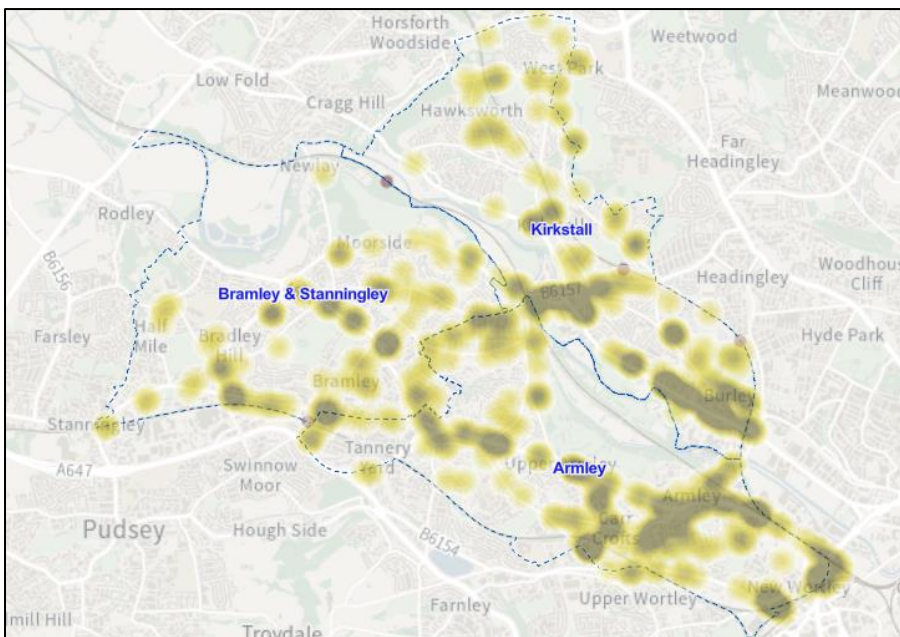 Horsforth
Woodside
Weetwood
West Park
Low Fold
Meanwood
Cragg Hill
Hawksworth
Far
Headingley
Newlay
Rodley
Kirkstall
Moorside
B6156
Headingley
Woodhouse
Cliff
Bramley & Stanningley
B6157
Farsley
Half
Mile
Bradley
Hill
Hyde Park
Bramley
Burley
Stanningley
Tannery
Yard
A647
Swinnow
Moor
Armley
Armley
Pudsey
Hough Side
Carr
Crofts
B6154
New Wortley
Farnley
Upper Wortley
Troydale